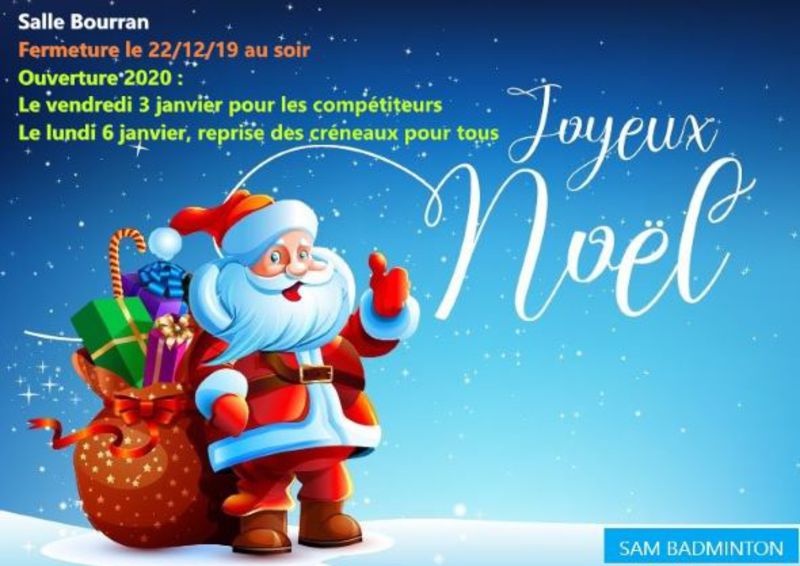 Salle Bourran
Fermeture le 22/12/19 au soir
Ouverture 2020 :
Le vendredi 3 janvier pour les compétiteurs
Le lundi 6 janvier, reprise des créneaux pour tous
Joyeux
Noël
SAM BADMINTON